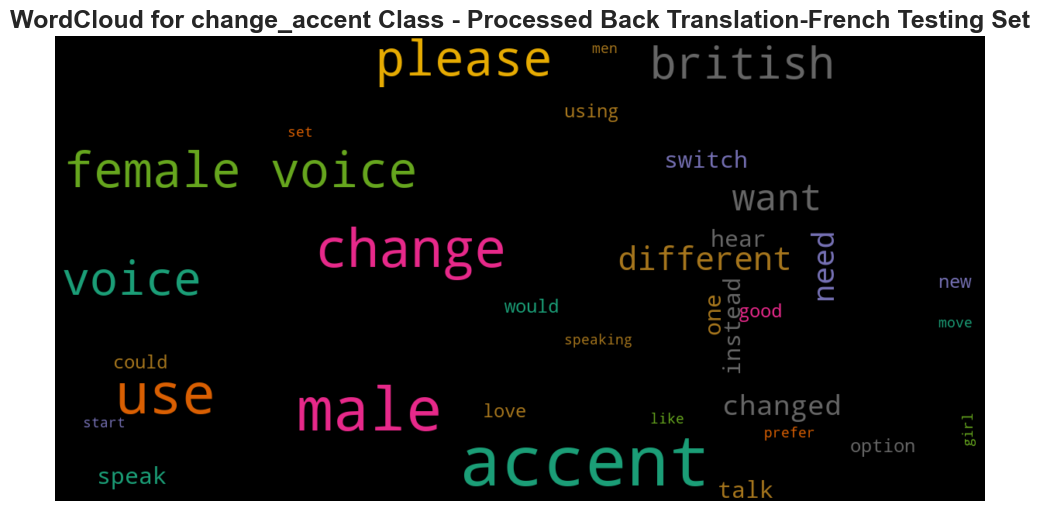 WordCloud for change_accent Class - Processed Back Translation-French Testing Set
please
men
british
using
set
female voice
switch
want
change
hear
different
need
voice
new
would
one
instead
good
move
speaking
could
use
male
love
changed
start
like
prefer
girl
accent
option
speak
talk